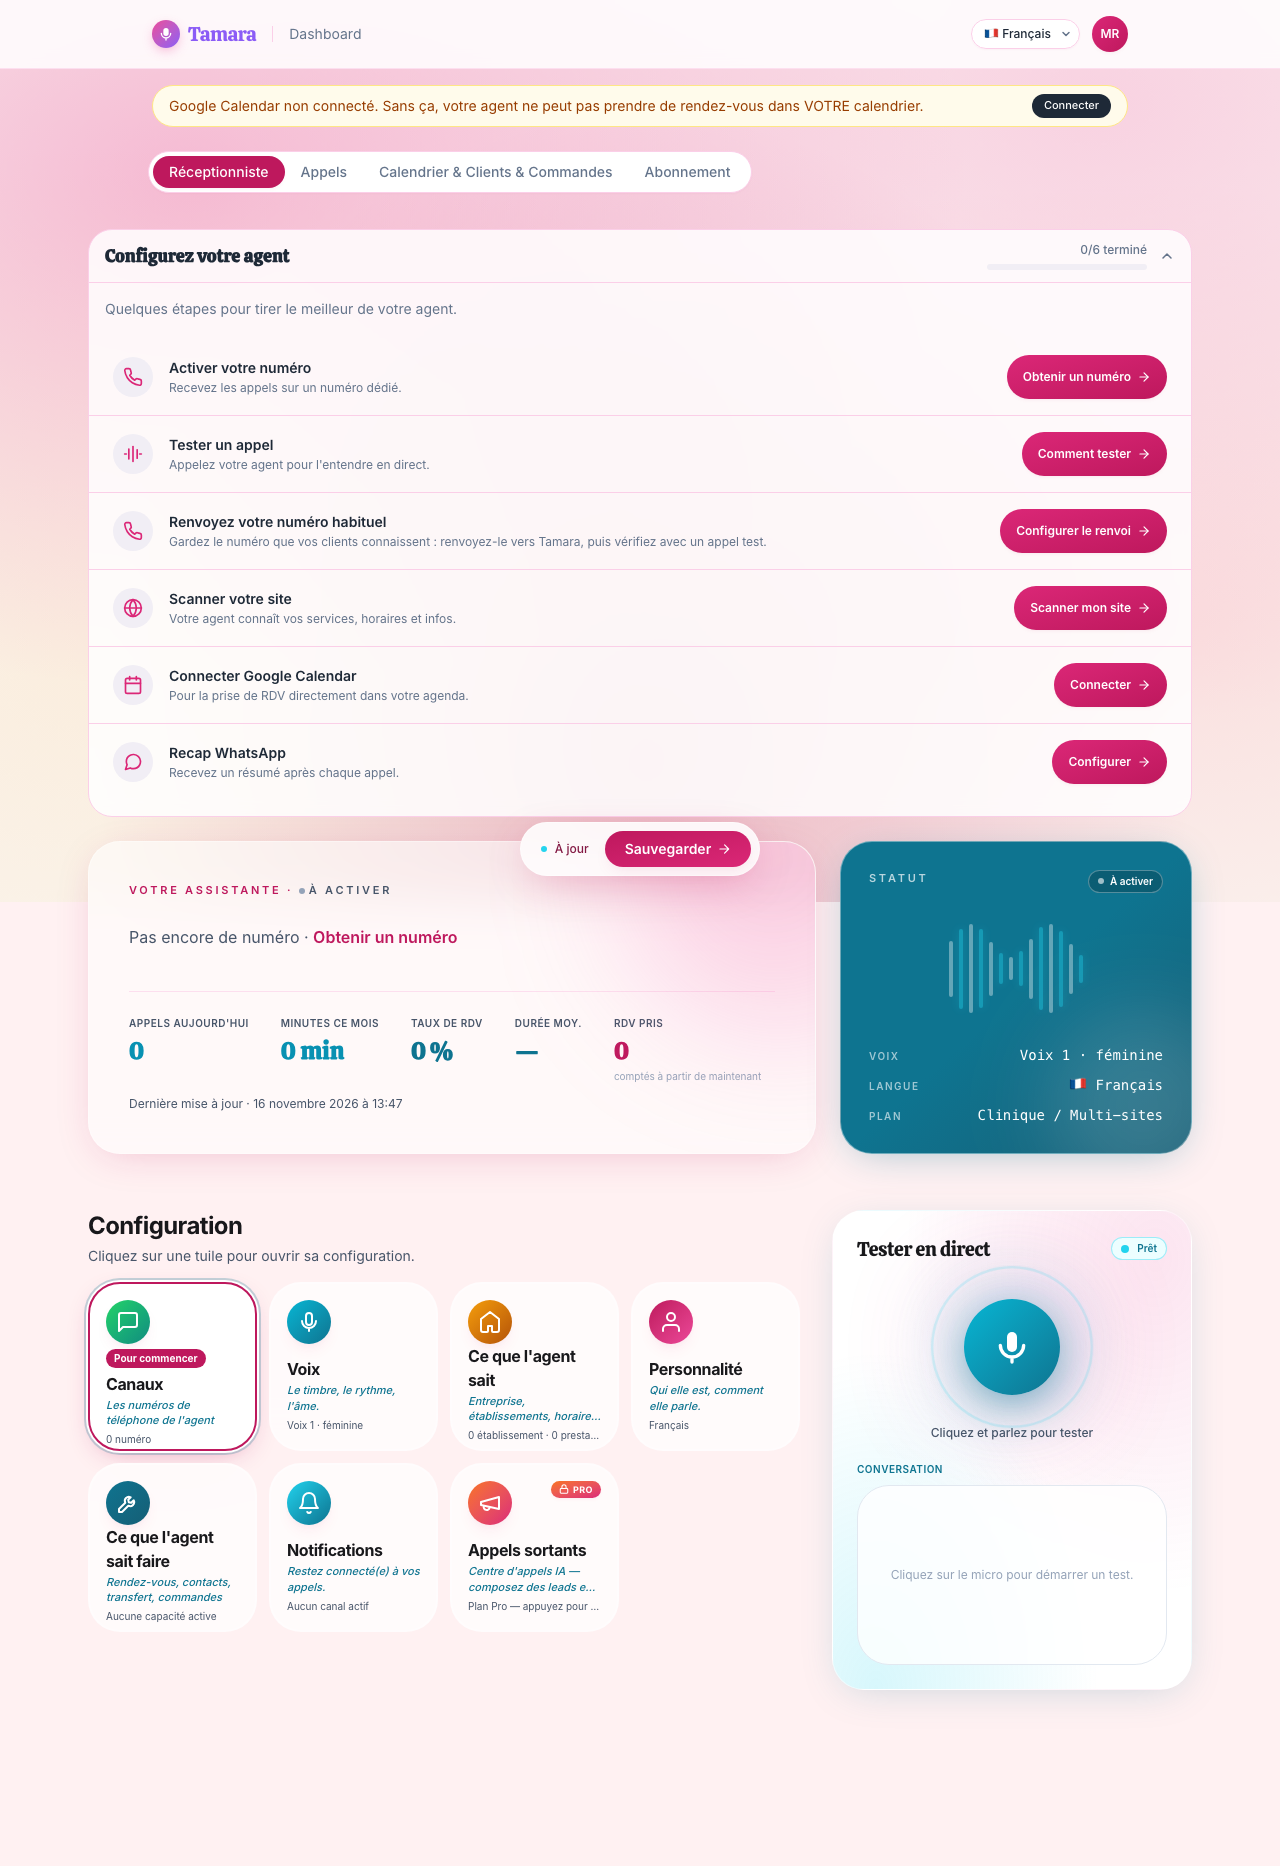 Tamara
Dashboard
Français
MR
Google Calendar non connecté. Sans ça, votre agent ne peut pas prendre de rendez-vous dans VOTRE calendrier.
Connecter
Réceptionniste
Appels
Calendrier & Clients & Commandes
Abonnement
Configurez votre agent
0/6 terminé
Quelques étapes pour tirer le meilleur de votre agent.
Activer votre numéro
Recevez les appels sur un numéro dédié.
Obtenir un numéro
Tester un appel
Appelez votre agent pour l'entendre en direct.
Comment tester
Renvoyez votre numéro habituel
Gardez le numéro que vos clients connaissent : renvoyez-le vers Tamara, puis vérifiez avec un appel test.
Configurer le renvoi
Scanner votre site
Votre agent connaît vos services, horaires et infos.
Scanner mon site
Connecter Google Calendar
Pour la prise de RDV directement dans votre agenda.
Connecter
Recap WhatsApp
Recevez un résumé après chaque appel.
Configurer
À jour
Sauvegarder
VOTRE ASSISTANTE · À ACTIVER
Pas encore de numéro · Obtenir un numéro
APPELS AUJOURD'HUI
0
MINUTES CE MOIS
0 min
TAUX DE RDV
0 %
DURÉE MOY.
—
RDV PRIS
0
comptés à partir de maintenant
Dernière mise à jour · 16 novembre 2026 à 13:47
STATUT
À activer
VOIX
Voix 1 · féminine
LANGUE
Français
PLAN
Clinique / Multi-sites
Configuration
Cliquez sur une tuile pour ouvrir sa configuration.
Pour commencer
Canaux
Les numéros de
téléphone de l'agent
0 numéro
Voix
Le timbre, le rythme,
l'âme.
Voix 1 · féminine
Ce que l'agent
sait
Entreprise,
établissements, horaire...
0 établissement · 0 presta...
Personnalité
Qui elle est, comment
elle parle.
Français
Ce que l'agent
sait faire
Rendez-vous, contacts,
transfert, commandes
Aucune capacité active
Notifications
Restez connecté(e) à vos
appels.
Aucun canal actif
PRO
Appels sortants
Centre d'appels IA —
composez des leads e...
Plan Pro — appuyez pour ...
Tester en direct
Prêt
Cliquez et parlez pour tester
CONVERSATION
Cliquez sur le micro pour démarrer un test.